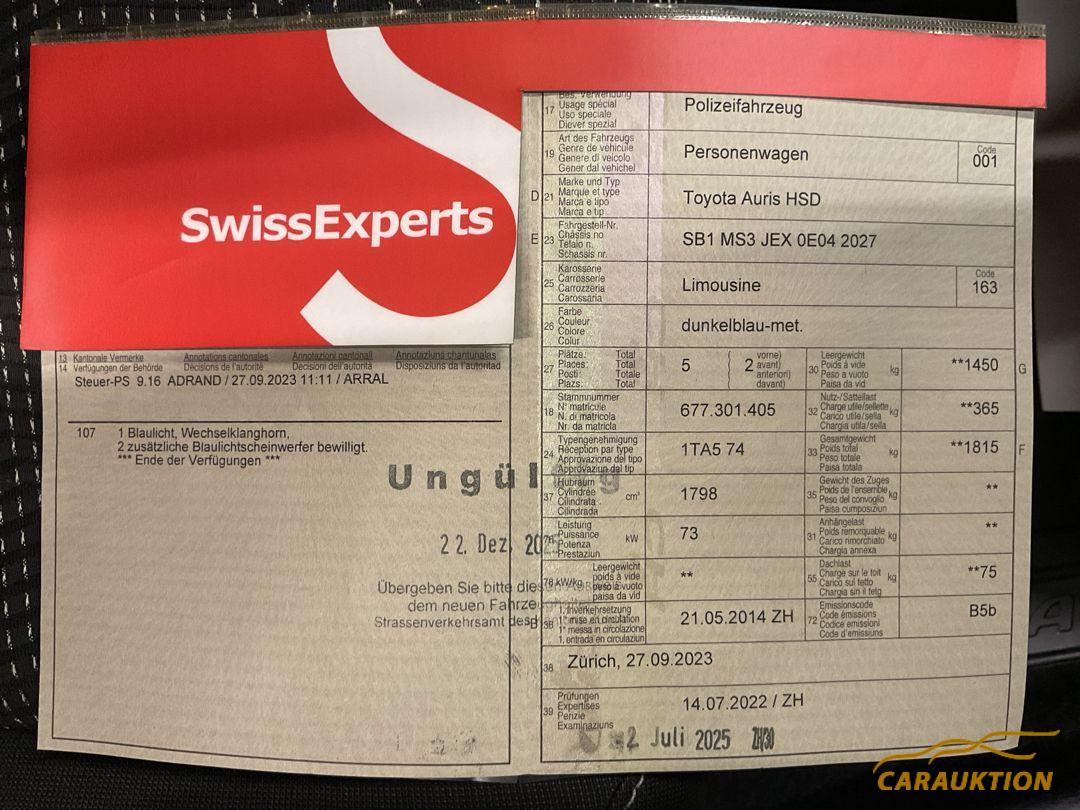 SwissExperts
13 Kantonale Vermerke Annotations cantonales Annotazioni cantonali Annotaziuns chantunalas
14 Verfügungen der Behörde Décisions de l'autorité Decisioni dell'autorità Disposiziuns da l'autoritad
Steuer-PS 9.16 ADRAND / 27.09.2023 11:11 / ARRAL
107 1 Blaulicht, Wechselklanghorn,
2 zusätzliche Blaulichtscheinwerfer bewilligt.
*** Ende der Verfügungen ***
Ungültig
22. Dez. 2025
Übergeben Sie bitte
dem neuen
Strassenverkehrsamt des
17 Bes. Verwendung
Usage spécial
Uso speciale
Diever spezial
Polizeifahrzeug
19 Art des Fahrzeugs
Genre de véhicule
Genere di veicolo
Gener dal vehichel
Personenwagen
Code
001
D 21 Marke und Typ
Marque et type
Marca e tipo
Marca e tip
Toyota Auris HSD
E 23 Fahrgestell-Nr.
Châssis no
Telaio n.
Schassis nr.
SB1 MS3 JEX 0E04 2027
25 Karosserie
Carrosserie
Carrozzeria
Carossaria
Limousine
Code
163
26 Farbe
Couleur
Colore
Colur
dunkelblau-met.
27 Plätze: Total
Places: Total
Posti: Totale
Plazs: Total
5 ( 2 vorne)
avant)
anteriori)
davant)
30 Leergewicht
Poids à vide kg
Peso a vuoto
Paisa da vid
**1450 G
18 Stammnummer
N° matricule
N. di matricola
Nr. da matricla
677.301.405
32 Nutz-/Sattellast
Charge utile/sellette kg
Carico utile/sella
Chargia utila/sella
**365
24 Typengenehmigung
Réception par type
Approvazione del tipo
Approvaziun dal tip
1TA5 74
33 Gesamtgewicht
Poids total kg
Peso totale
Paisa totala
**1815 F
37 Hubraum
Cylindrée cm³
Cilindrata
Cilindrada
1798
35 Gewicht des Zuges
Poids de l'ensemble kg
Peso del convoglio
Paisa cumposiziun
**
76 Leistung
Puissance kW
Potenza
Prestaziun
73
31 Anhängelast
Poids remorquable kg
Carico rimorchiato
Chargia annexa
**
78 kW/kg Leergewicht
poids à vide
peso a vuoto
paisa da vid
**
55 Dachlast
Charge sur le toit kg
Carico sul tetto
Chargia sin il tetg
**75
B 36 1. Inverkehrsetzung
1re mise en circulation
1a messa in circolazione
1. entrada en circulaziun
21.05.2014 ZH
72 Emissionscode
Code émissions
Codice emissioni
Code d'emissiuns
B5b
38 Zürich, 27.09.2023
39 Prüfungen
Expertises
Perizie
Examinaziuns
14.07.2022 / ZH
2 Juli 2025 ZH/30
CARAUKTION